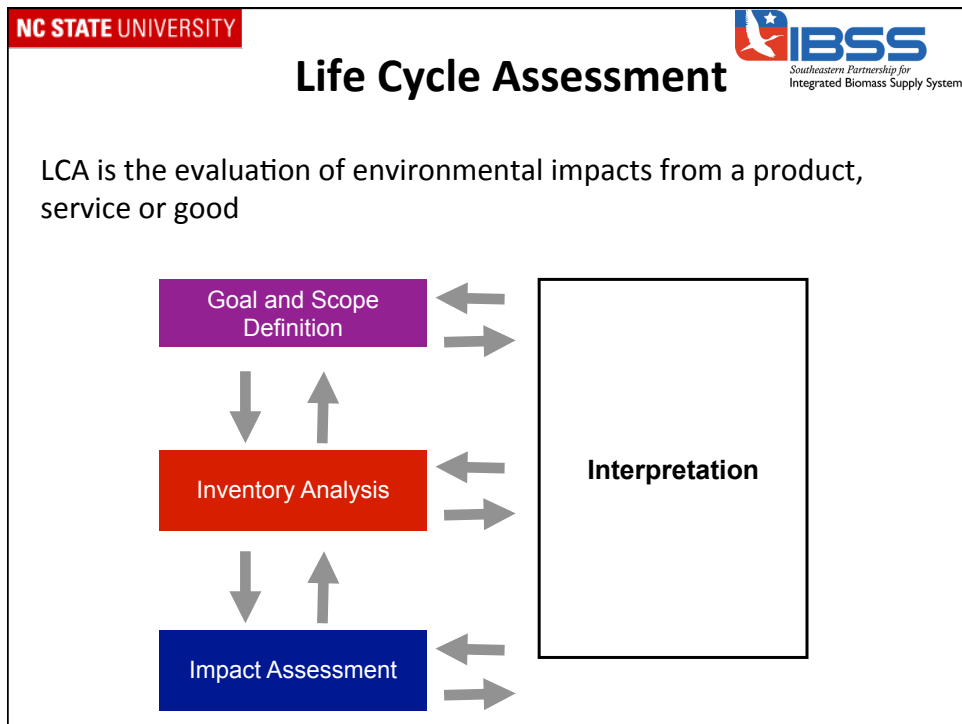 NC STATE UNIVERSITY
IBSS
Southeastern Partnership for
Integrated Biomass Supply System
Life Cycle Assessment
LCA is the evaluation of environmental impacts from a product,
service or good
Goal and Scope
Definition
Inventory Analysis
Interpretation
Impact Assessment